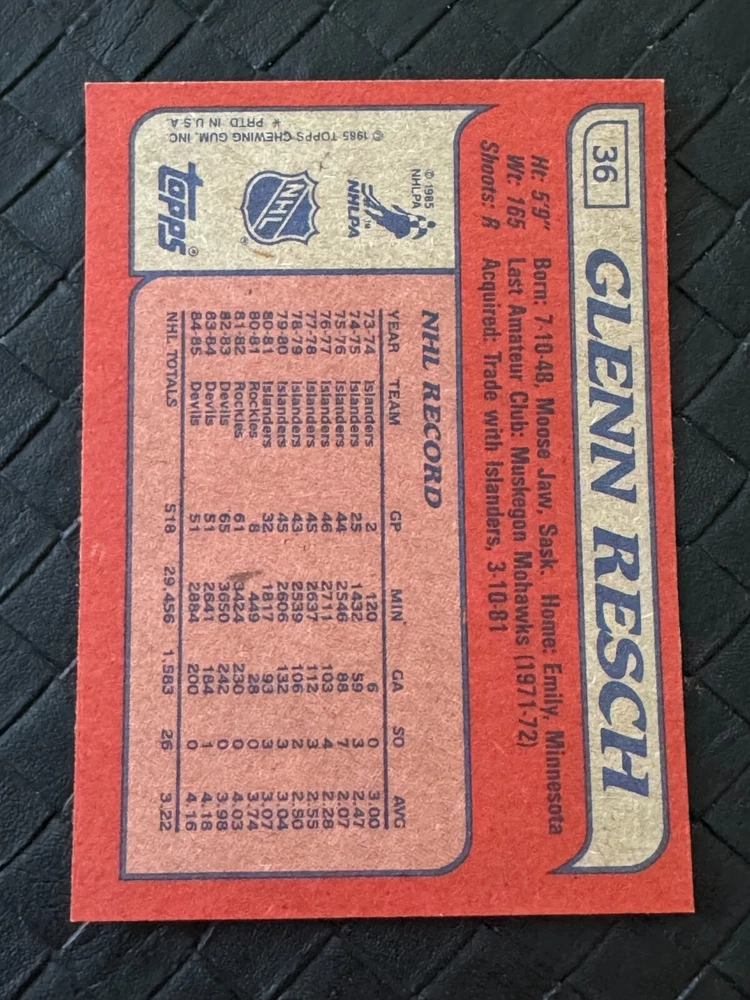 36
GLENN RESCH
Ht: 5'9" Born: 7-10-48, Moose Jaw, Sask. Home: Emily, Minnesota
Wt: 165 Last Amateur Club: Muskegon Mohawks (1971-72)
Shoots: R Acquired: Trade with Islanders, 3-10-81
© 1985
NHLPA
NHLPA
TM
NHL
®
topps®
© 1985 TOPPS CHEWING GUM, INC
* PRTD IN U.S.A
NHL RECORD
YEAR TEAM GP MIN GA SO AVG
73-74 Islanders 2 120 6 0 3.00
74-75 Islanders 25 1432 59 3 2.47
75-76 Islanders 44 2546 88 7 2.07
76-77 Islanders 46 2711 103 4 2.28
77-78 Islanders 45 2637 112 3 2.55
78-79 Islanders 43 2539 106 2 2.50
79-80 Islanders 45 2606 132 3 3.04
80-81 Islanders 32 1817 93 3 3.07
80-81 Rockies 8 449 28 0 3.74
81-82 Rockies 61 3424 230 0 4.03
82-83 Devils 65 3650 242 0 3.98
83-84 Devils 51 2641 184 1 4.18
84-85 Devils 51 2884 200 0 4.16
NHL TOTALS 518 29,456 1,583 26 3.22